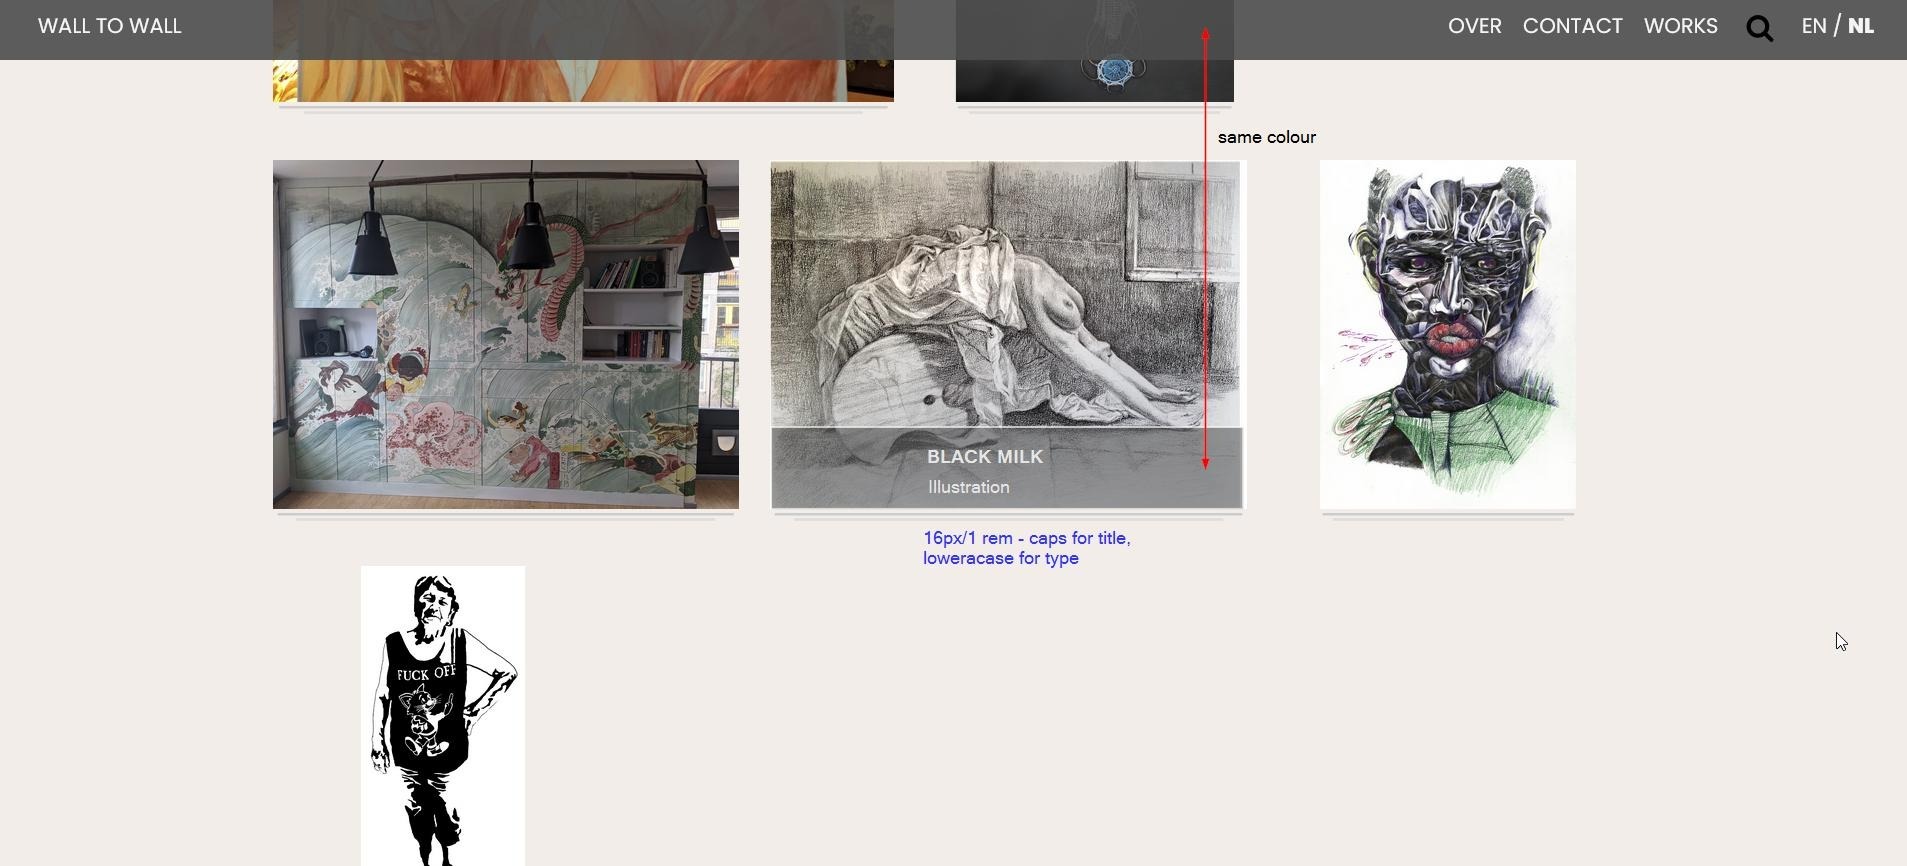 WALL TO WALL
OVER CONTACT WORKS EN / NL
same colour
BLACK MILK
Illustration
16px/1 rem - caps for title,
loweracase for type
FUCK OFF